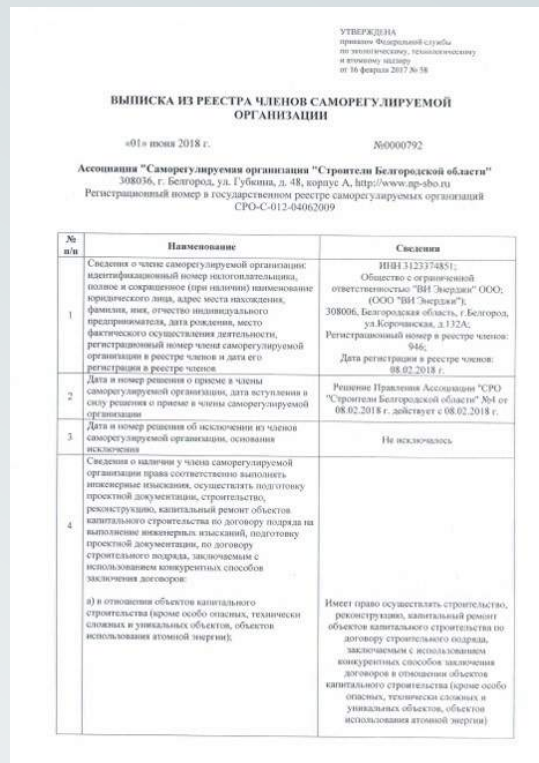 УТВЕРЖДЕНА
приказом Федеральной службы
по экологическому, технологическому
и атомному надзору
от 16 февраля 2017 № 58
ВЫПИСКА ИЗ РЕЕСТРА ЧЛЕНОВ САМОРЕГУЛИРУЕМОЙ
ОРГАНИЗАЦИИ
«01» июня 2018 г.
№0000792
Ассоциация "Саморегулируемая организация "Строители Белгородской области"
308036, г. Белгород, ул. Губкина, д. 48, корпус А, http://www.np-sbo.ru
Регистрационный номер в государственном реестре саморегулируемых организаций
СРО-С-012-04062009
№
п/п
Наименование
Сведения
1
Сведения о члене саморегулируемой организации:
идентификационный номер налогоплательщика,
полное и сокращенное (при наличии) наименование
юридического лица, адрес места нахождения,
фамилия, имя, отчество индивидуального
предпринимателя, дата рождения, место
фактического осуществления деятельности,
регистрационный номер члена саморегулируемой
организации в реестре членов и дата его
регистрации в реестре членов
ИНН 3123374851;
Общество с ограниченной
ответственностью "ВИ Энерджи" ООО;
(ООО "ВИ Энерджи");
308006, Белгородская область, г.Белгород,
ул.Корочанская, д.132А;
Регистрационный номер в реестре членов:
946;
Дата регистрации в реестре членов:
08.02.2018 г.
2
Дата и номер решения о приеме в члены
саморегулируемой организации, дата вступления в
силу решения о приеме в члены саморегулируемой
организации
Решение Правления Ассоциации "СРО
"Строители Белгородской области" №4 от
08.02.2018 г. действует с 08.02.2018 г.
3
Дата и номер решения об исключении из членов
саморегулируемой организации, основания
исключения
Не исключалось
4
Сведения о наличии у члена саморегулируемой
организации права соответственно выполнять
инженерные изыскания, осуществлять подготовку
проектной документации, строительство,
реконструкцию, капитальный ремонт объектов
капитального строительства по договору подряда на
выполнение инженерных изысканий, подготовку
проектной документации, по договору
строительного подряда, заключаемым с
использованием конкурентных способов
заключения договоров:
а) в отношении объектов капитального
строительства (кроме особо опасных, технически
сложных и уникальных объектов, объектов
использования атомной энергии);
Имеет право осуществлять строительство,
реконструкцию, капитальный ремонт
объектов капитального строительства по
договору строительного подряда,
заключаемым с использованием
конкурентных способов заключения
договоров в отношении объектов
капитального строительства (кроме особо
опасных, технически сложных и
уникальных объектов, объектов
использования атомной энергии)